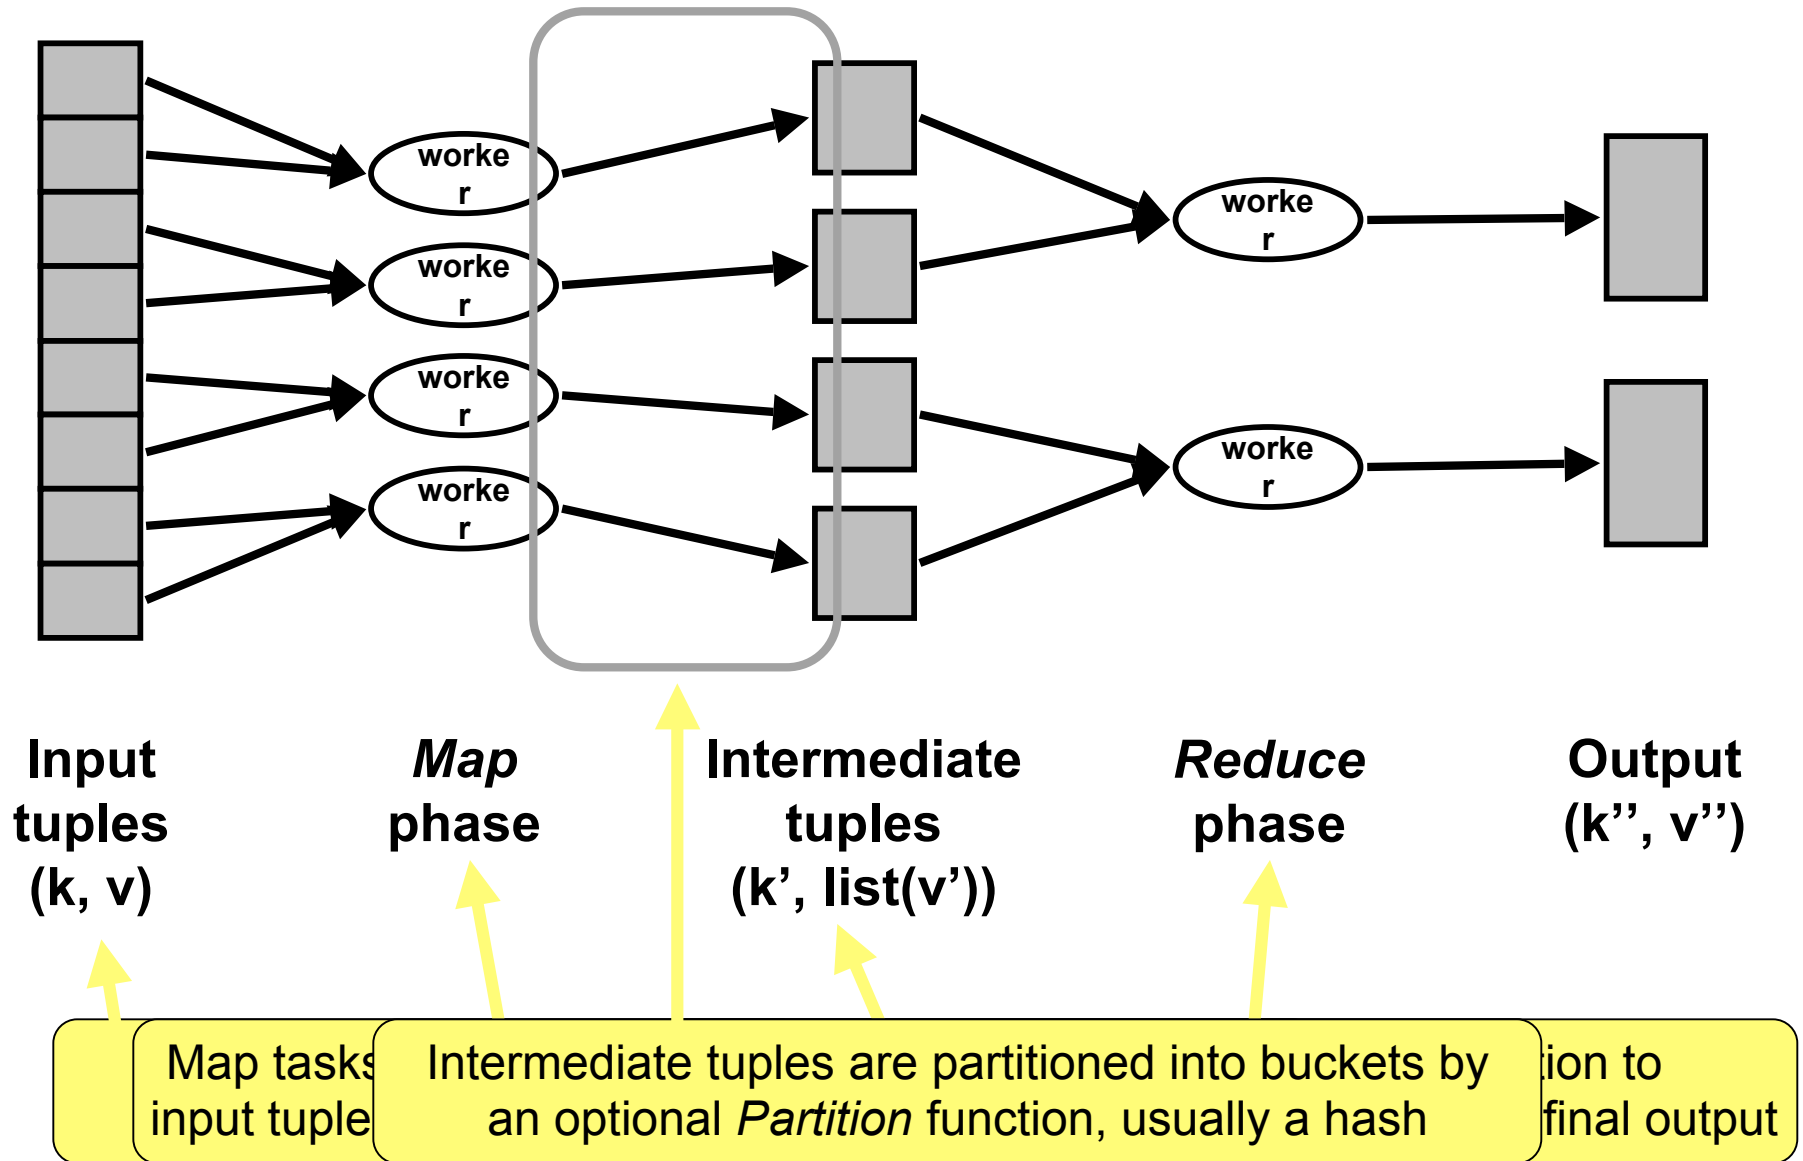 worke
r
worke
r
worke
r
worke
r
worke
r
worke
r
Input
tuples
(k, v)
Map
phase
Intermediate
tuples
(k’, list(v’))
Reduce
phase
Output
(k’’, v’’)
Map tasks
input tuple
Intermediate tuples are partitioned into buckets by
an optional Partition function, usually a hash
tion to
final output